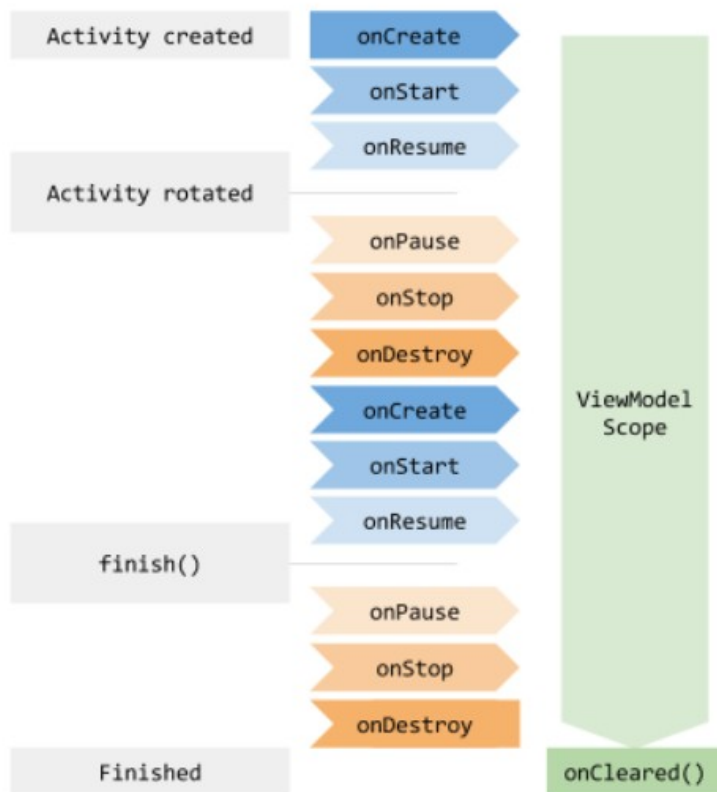 Activity created
onCreate
onStart
onResume
Activity rotated
onPause
onStop
onDestroy
onCreate
onStart
onResume
ViewModel
Scope
finish()
onPause
onStop
onDestroy
Finished
onCleared()